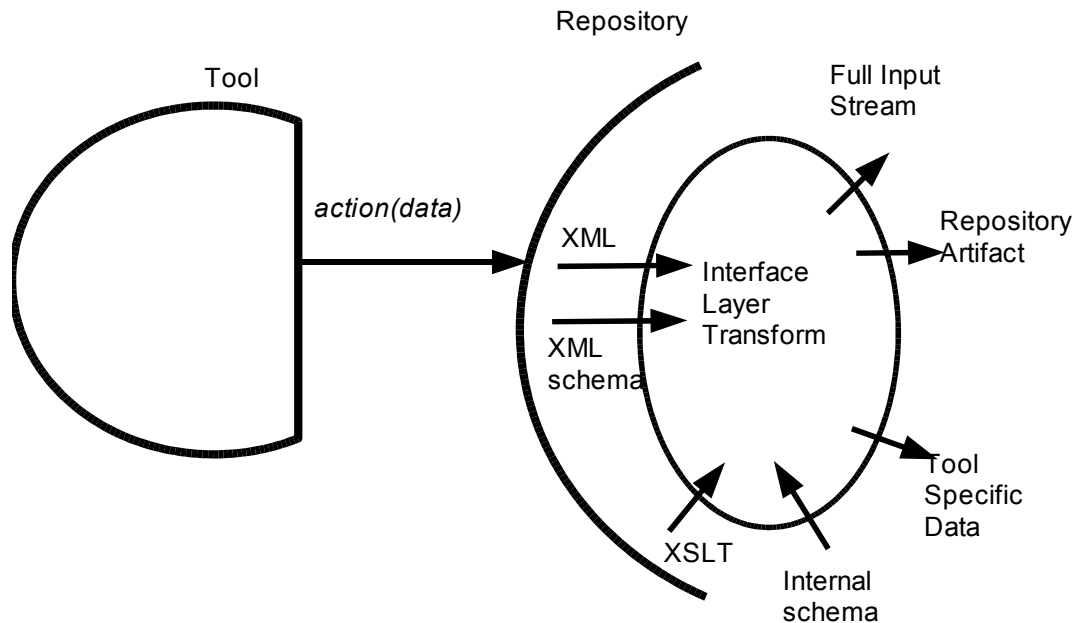 Repository
Tool
Full Input
Stream
action(data)
Repository
Artifact
XML
Interface
Layer
Transform
XML
schema
Tool
Specific
Data
XSLT
Internal
schema